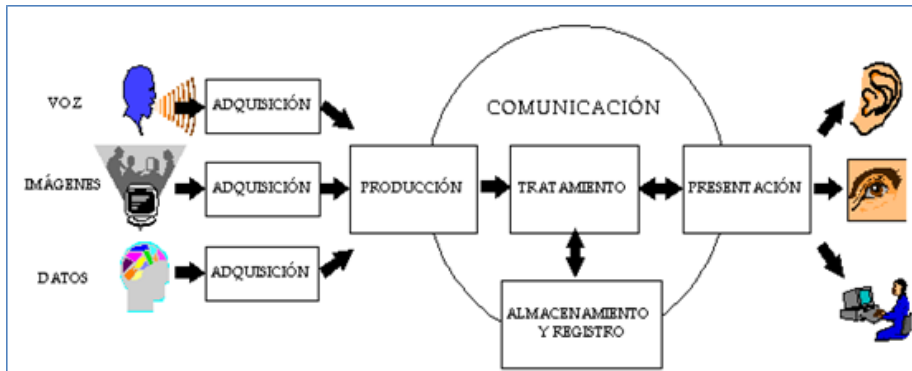 VOZ
ADQUISICIÓN
COMUNICACIÓN
IMÁGENES
ADQUISICIÓN
PRODUCCIÓN
TRATAMIENTO
PRESENTACIÓN
DATOS
ADQUISICIÓN
ALMACENAMIENTO
Y REGISTRO